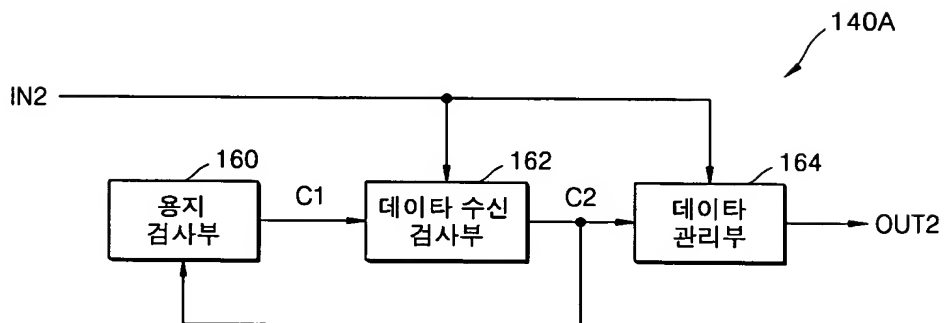 140A
IN2
160
162
164
용지
검사부
C1
데이타 수신
검사부
C2
데이타
관리부
OUT2